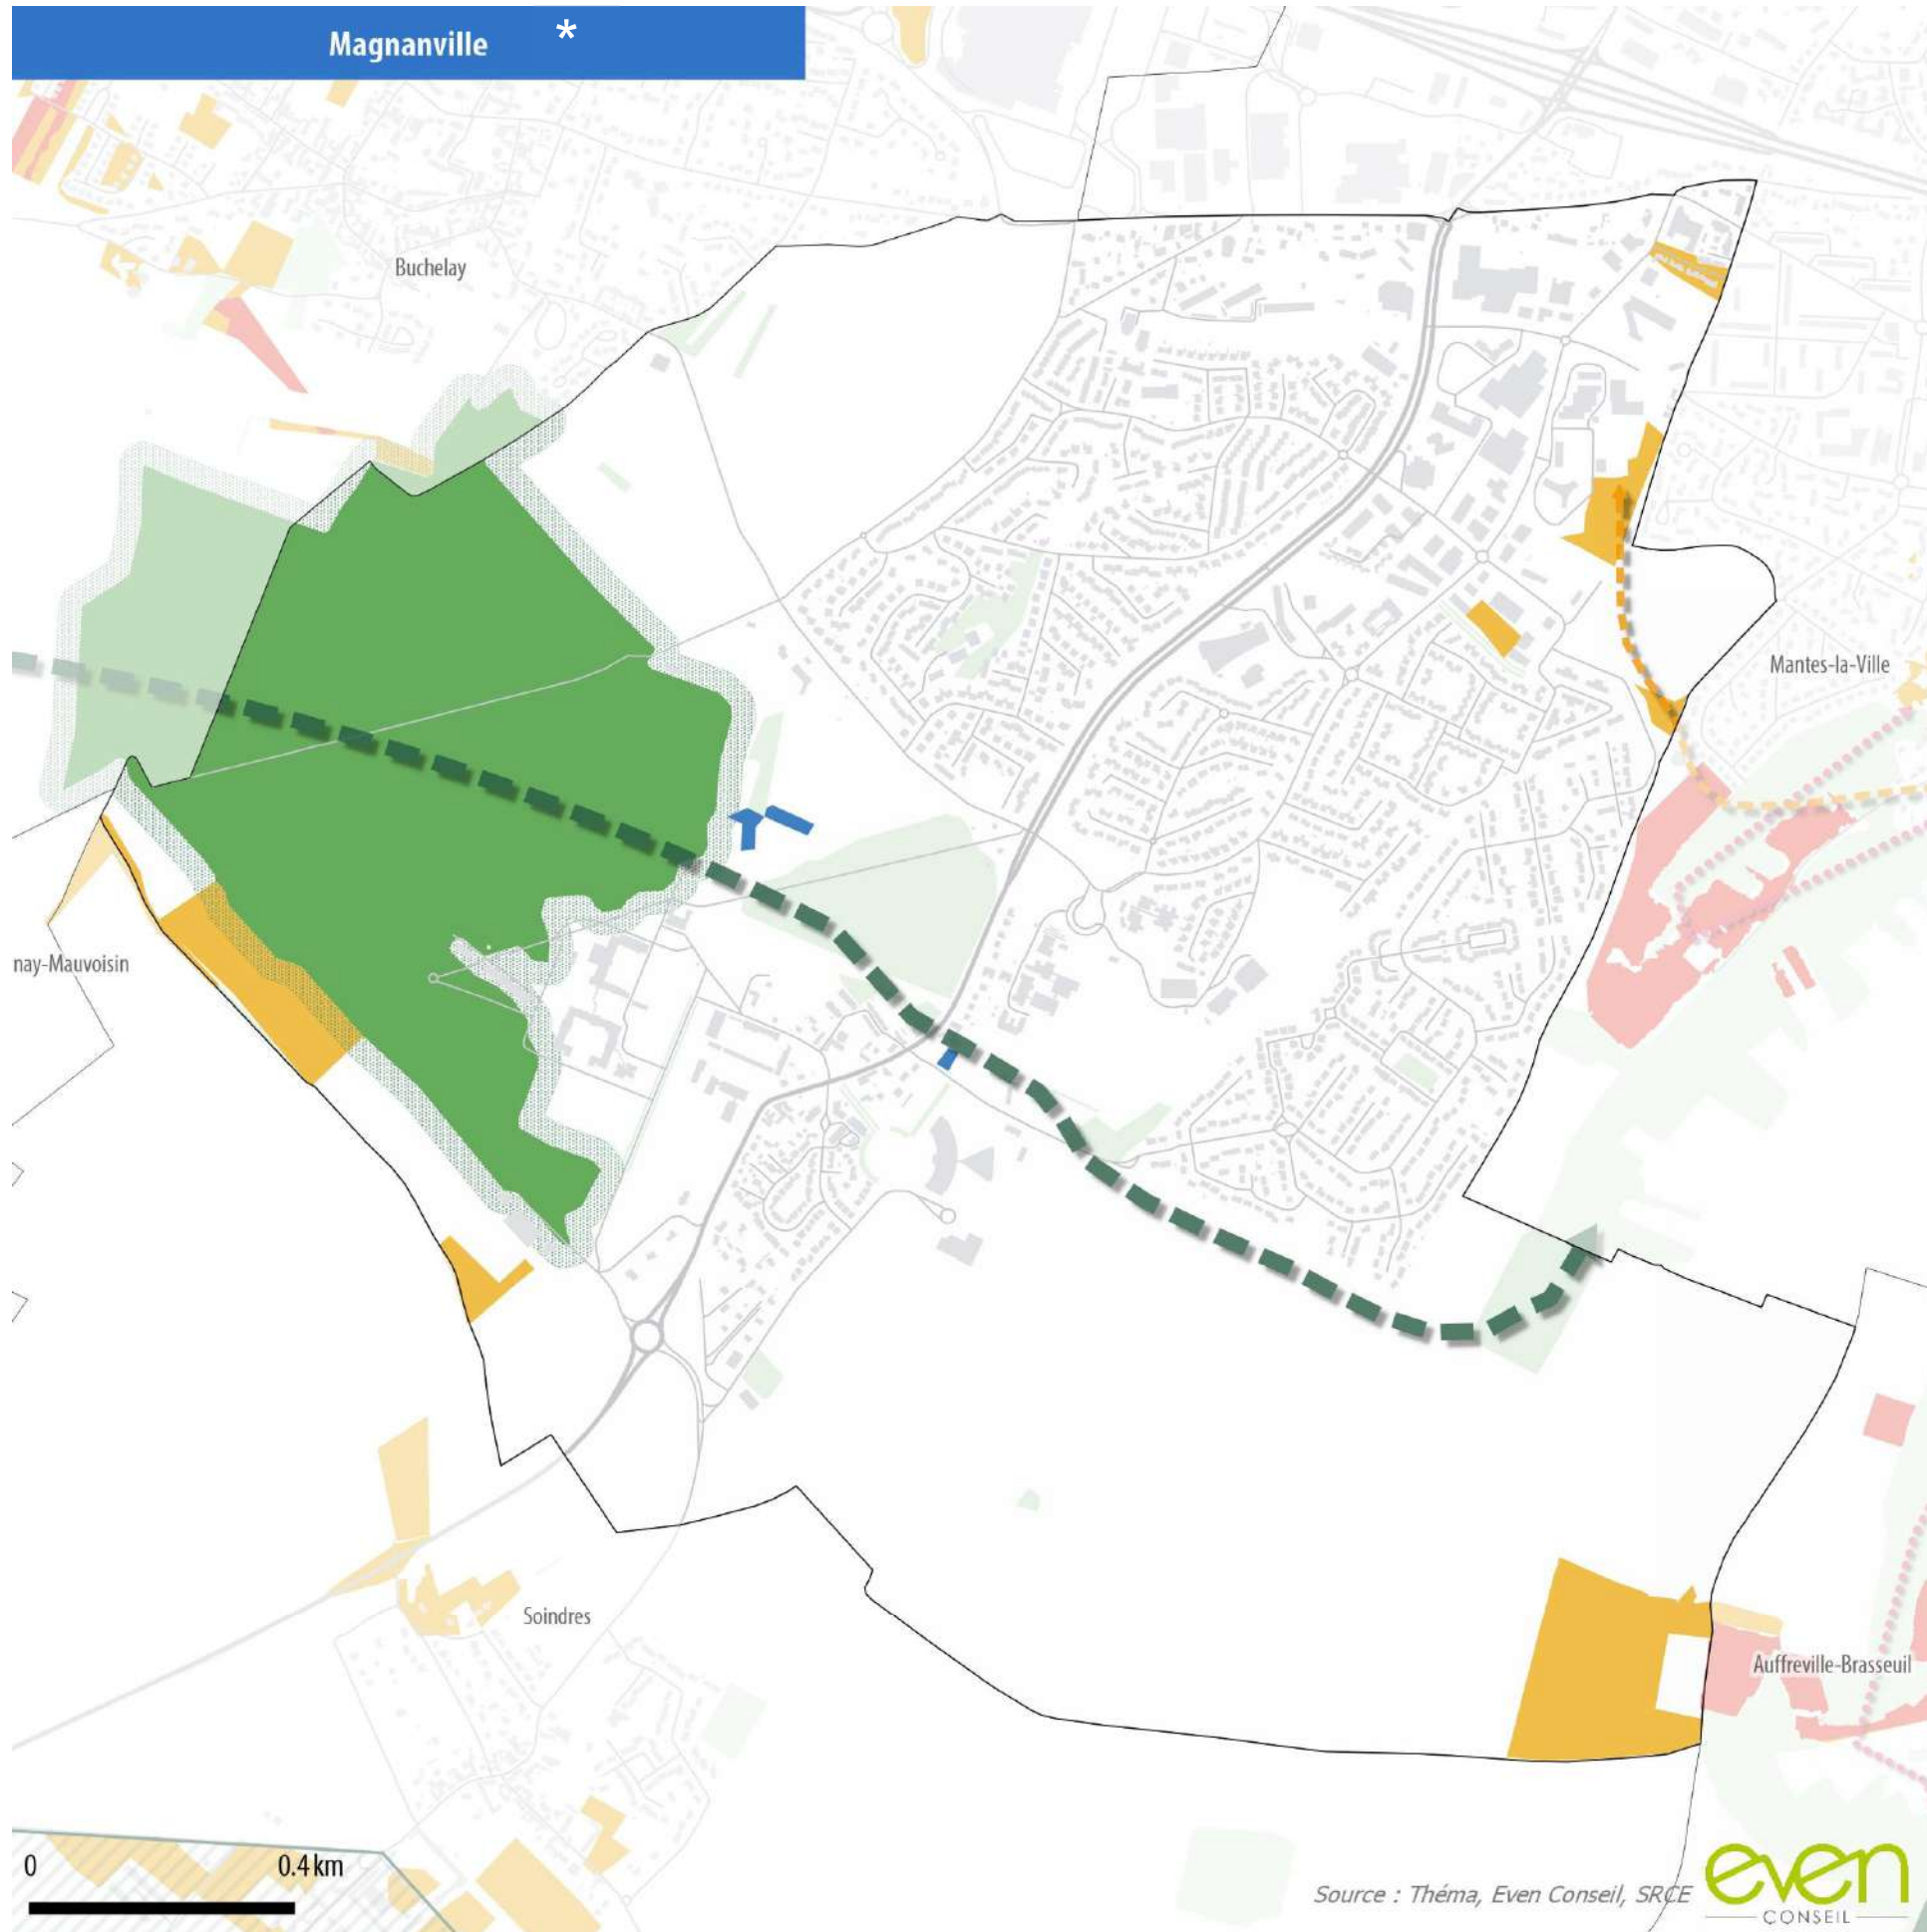 Magnanville *
Buchelay
Mantes-la-Ville
nay-Mauvoisin
Soindres
Auffreville-Brasseuil
0 0.4 km
Source : Théma, Even Conseil, SRCE
even
CONSEIL